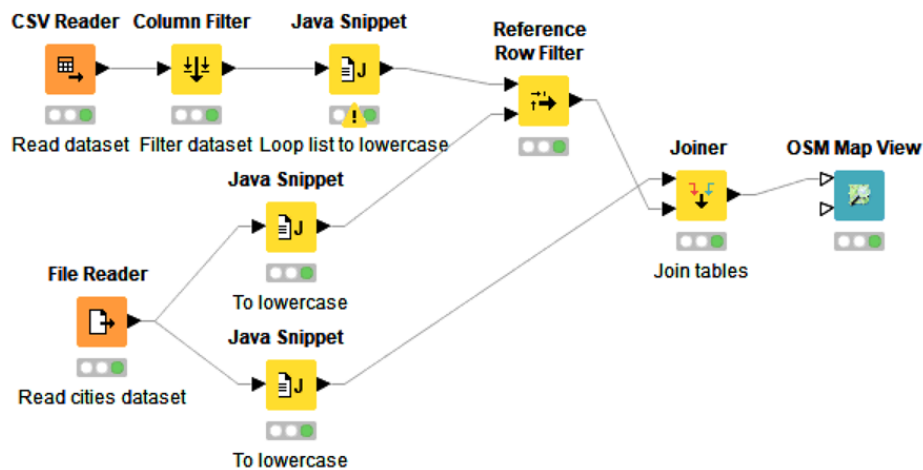 CSV Reader
Column Filter
Java Snippet
Reference
Row Filter
Read dataset
Filter dataset
Loop list to lowercase
Joiner
OSM Map View
Java Snippet
Join tables
File Reader
To lowercase
Java Snippet
Read cities dataset
To lowercase